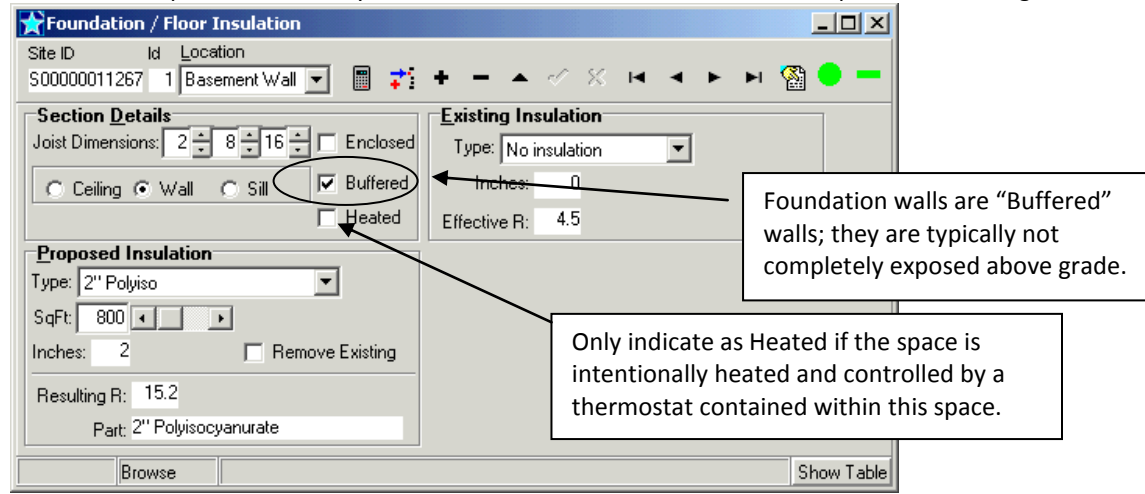 Foundation / Floor Insulation
Site ID Id Location
S00000011267 1 Basement Wall
Section Details
Joist Dimensions: 2 8 16 Enclosed
Ceiling Wall Sill Buffered
Heated
Existing Insulation
Type: No insulation
Inches: 0
Effective R: 4.5
Proposed Insulation
Type: 2" Polyiso
SqFt: 800
Inches: 2 Remove Existing
Resulting R: 15.2
Part: 2" Polyisocyanurate
Foundation walls are “Buffered”
walls; they are typically not
completely exposed above grade.
Only indicate as Heated if the space is
intentionally heated and controlled by a
thermostat contained within this space.
Browse Show Table